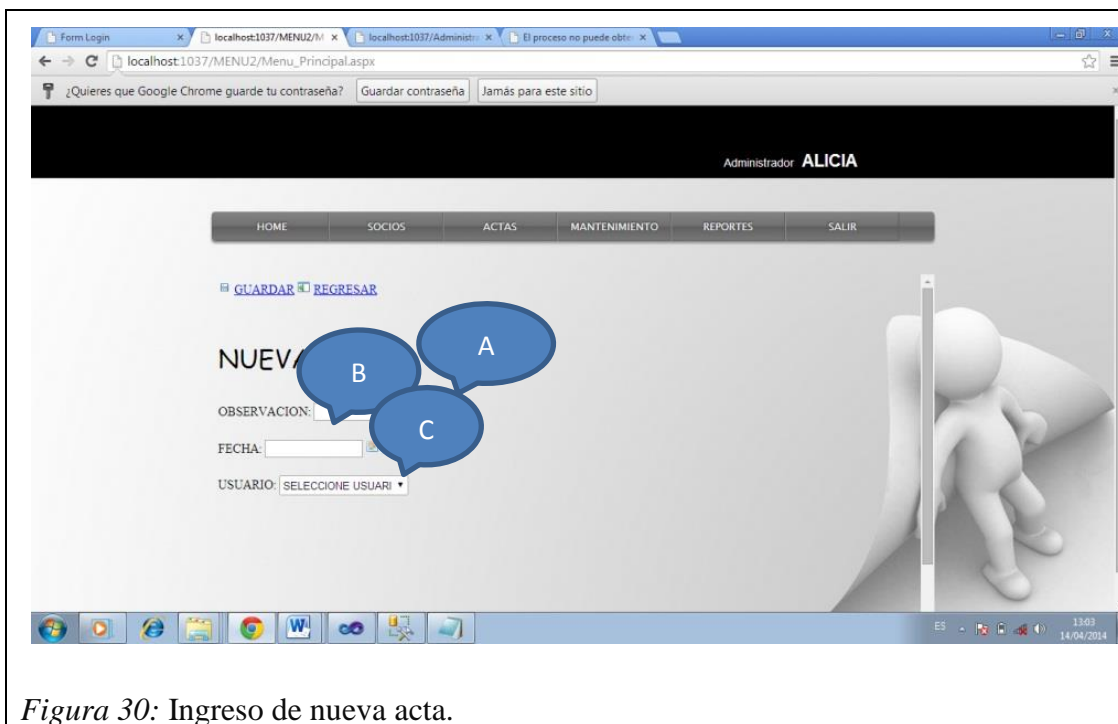 Form Login
localhost:1037/MENU2/M
localhost:1037/Administra
El proceso no puede obte
localhost:1037/MENU2/Menu_Principal.aspx
¿Quieres que Google Chrome guarde tu contraseña? Guardar contraseña Jamás para este sitio
Administrador ALICIA
HOME SOCIOS ACTAS MANTENIMIENTO REPORTES SALIR
GUARDAR REGRESAR
A
NUEVA
B
OBSERVACION:
C
FECHA:
USUARIO: SELECCIONE USUARI
ES
13:03
14/04/2014
Figura 30: Ingreso de nueva acta.